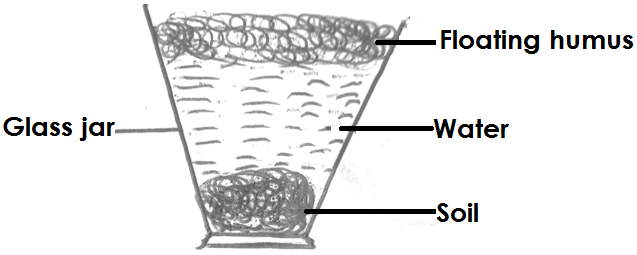 Floating humus
Glass jar
Water
Soil